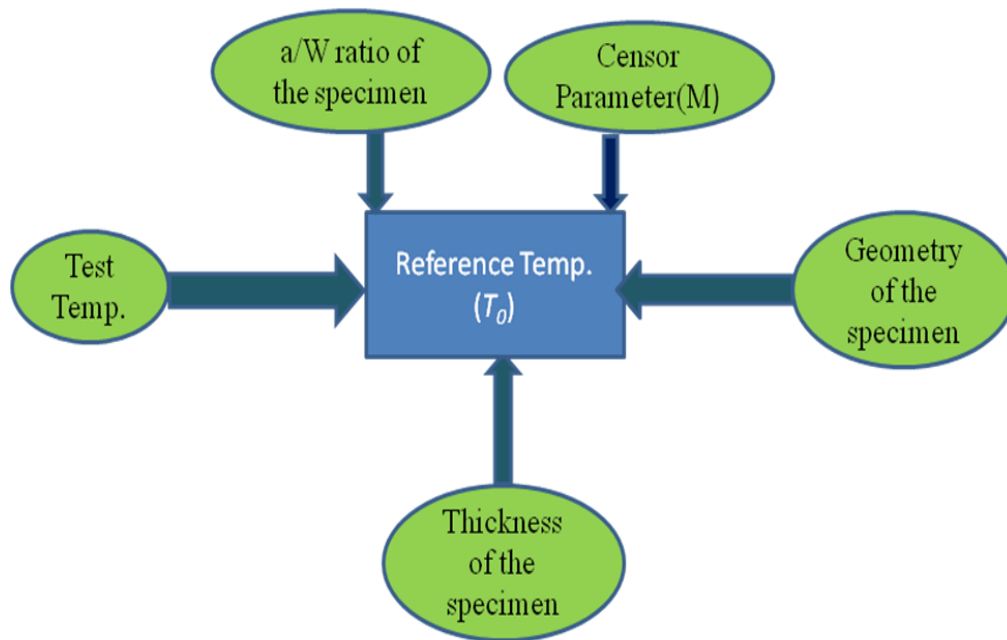 a/W ratio of
the specimen
Censor
Parameter(M)
Test
Temp.
Reference Temp.
(T0)
Geometry
of the
specimen
Thickness
of the
specimen